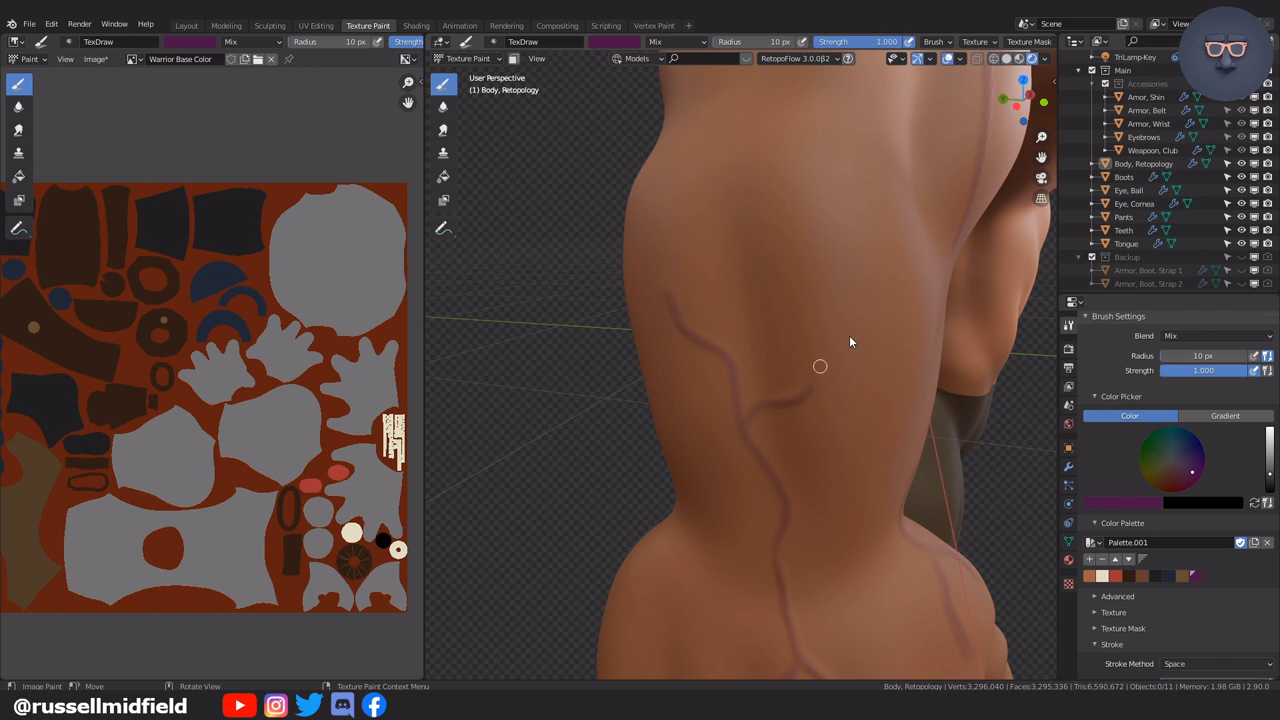 File Edit Render Window Help Layout Modeling Sculpting UV Editing Texture Paint Shading Animation Rendering Compositing Scripting Vertex Paint + Scene
TexDraw Mix Radius 10 px Strength
TexDraw Mix Radius 10 px Strength 1.000 Brush Texture Texture Mask
Paint View Image* Warrior Base Color
Texture Paint View Models RetopoFlow 3.0.0β2 ?
User Perspective
(1) Body, Retopology
TriLamp-Key
Main
Accessories
Armor, Shin
Armor, Belt
Armor, Wrist
Eyebrows
Weapoon, Club
Body, Retopology
Boots
Eye, Ball
Eye, Cornea
Pants
Teeth
Tongue
Backup
Armor, Boot, Strap 1
Armor, Boot, Strap 2
Brush Settings
Blend Mix
Radius 10 px
Strength 1.000
Color Picker
Color Gradient
Color Palette
Palette.001
Advanced
Texture
Texture Mask
Stroke
Stroke Method Space
Image Paint Move Rotate View Texture Paint Context Menu
Body, Retopology | Verts:3,296,040 | Faces:3,295,336 | Tris:6,590,672 | Objects:0/11 | Memory: 1.98 GiB | 2.90.0
@russellmidfield